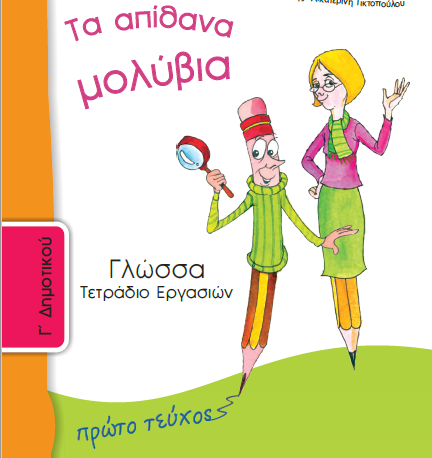 Τα απίθανα
μολύβια
Γλώσσα
Τετράδιο Εργασιών
Γ΄ Δημοτικού
πρώτο τεύχος